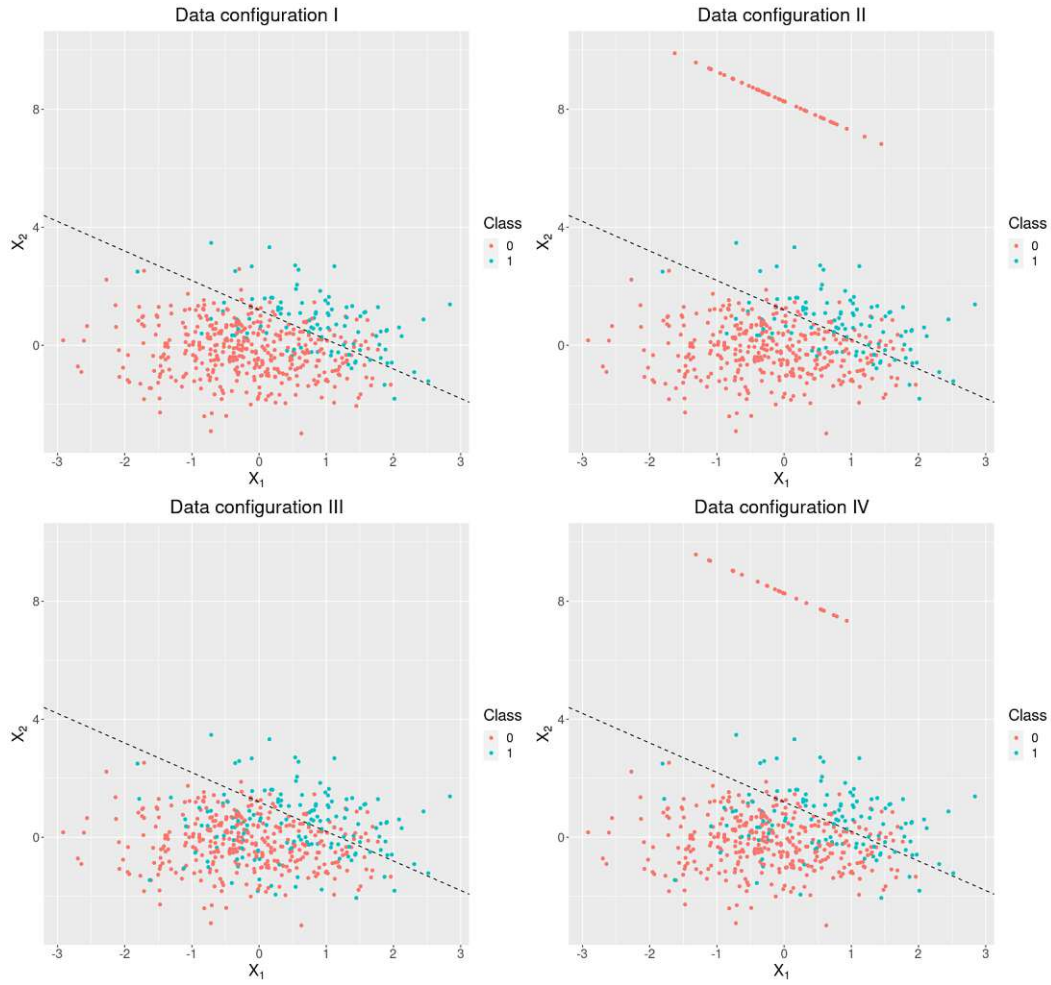 Data configuration I
8
4
0
X2
-3 -2 -1 0 1 2 3
X1
Class
0
1
Data configuration II
8
4
0
X2
-3 -2 -1 0 1 2 3
X1
Class
0
1
Data configuration III
8
4
0
X2
-3 -2 -1 0 1 2 3
X1
Class
0
1
Data configuration IV
8
4
0
X2
-3 -2 -1 0 1 2 3
X1
Class
0
1